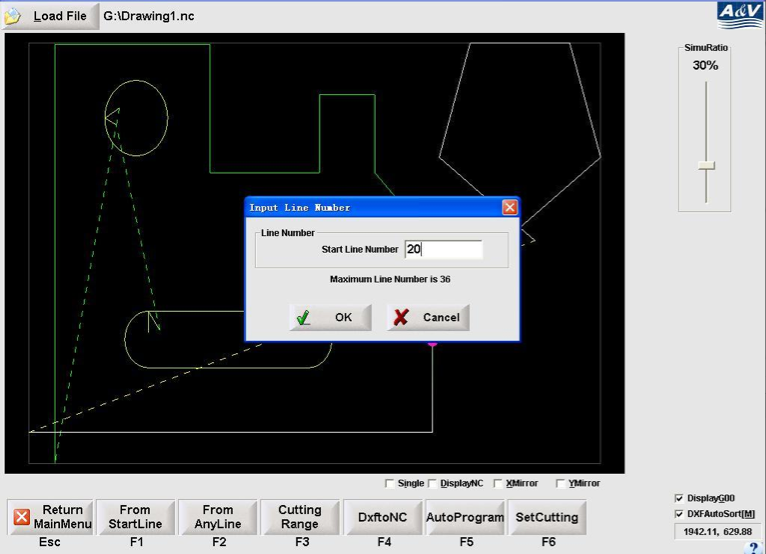 Load File G:\Drawing1.nc
A&V
SimuRatio
30%
Input Line Number
Line Number
Start Line Number 20
Maximum Line Number is 36
OK Cancel
Single DisplayNC XMirror YMirror
DisplayG00
DXFAutoSort[M]
1942.11, 629.88
Return MainMenu
From StartLine
From AnyLine
Cutting Range
DxftoNC
AutoProgram
SetCutting
Esc F1 F2 F3 F4 F5 F6
?